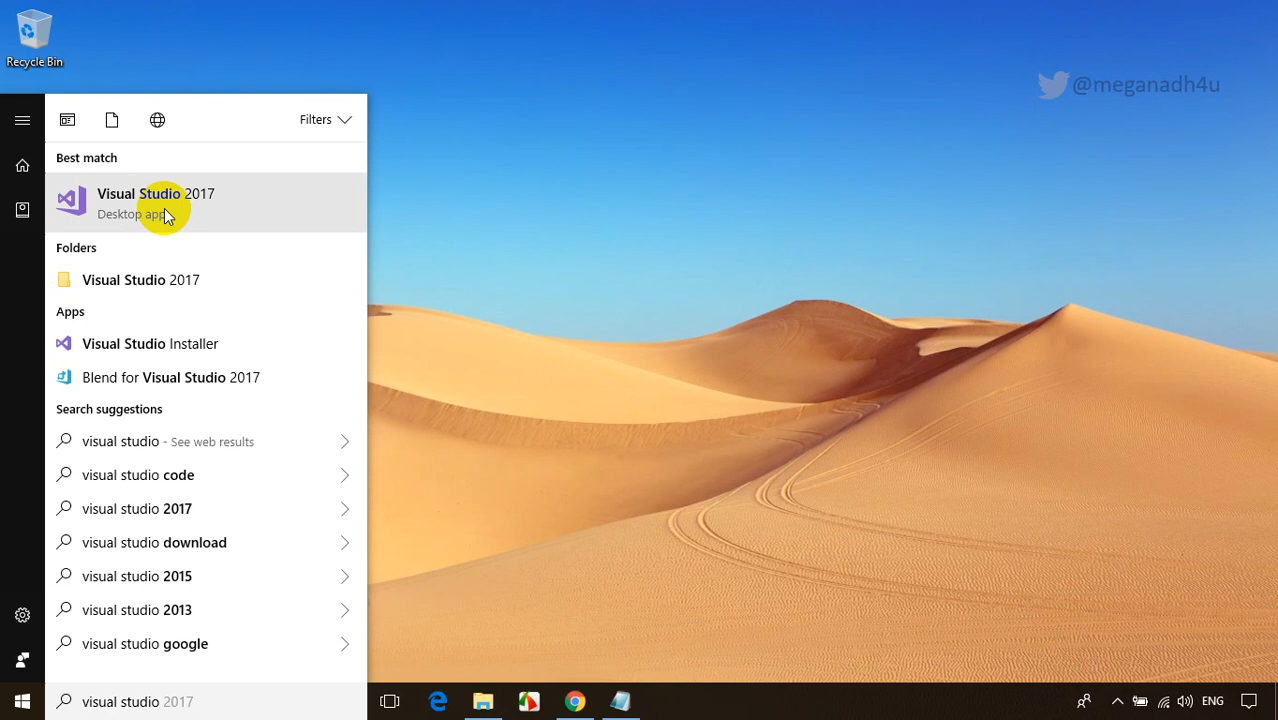 Recycle Bin
@meganadh4u
Filters
Best match
Visual Studio 2017
Desktop app
Folders
Visual Studio 2017
Apps
Visual Studio Installer
Blend for Visual Studio 2017
Search suggestions
visual studio - See web results
visual studio code
visual studio 2017
visual studio download
visual studio 2015
visual studio 2013
visual studio google
visual studio 2017
ENG